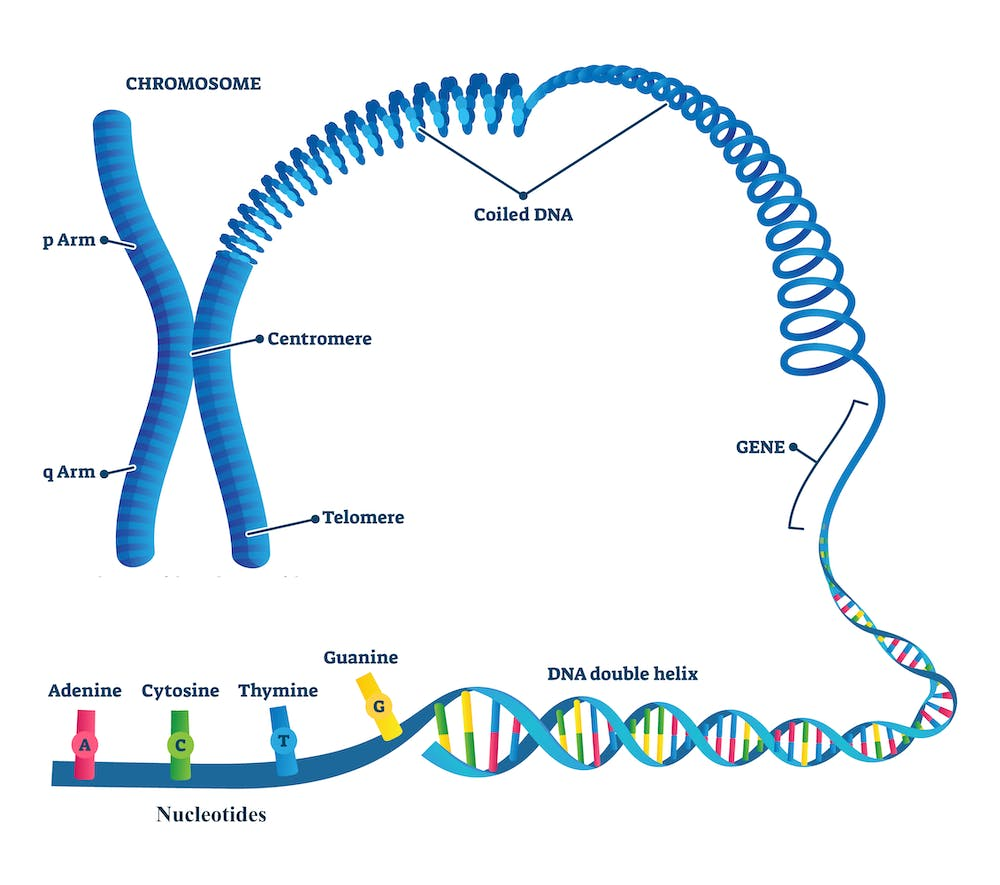 CHROMOSOME
p Arm
Coiled DNA
Centromere
GENE
q Arm
Telomere
Guanine
DNA double helix
Adenine
Cytosine
Thymine
G
A
C
T
Nucleotides